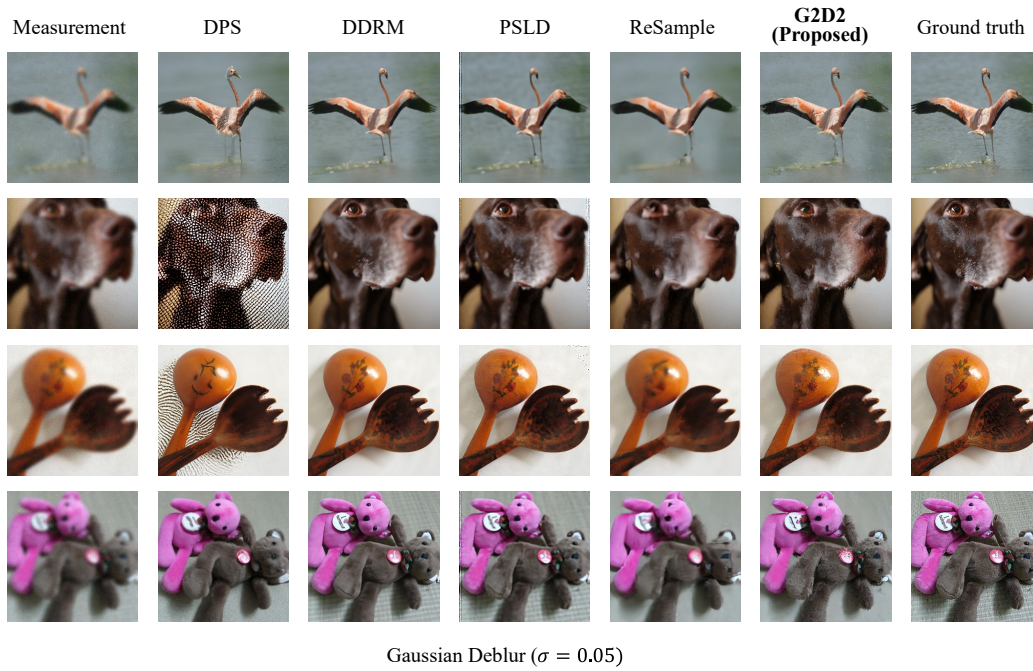 Measurement DPS DDRM PSLD ReSample G2D2 (Proposed) Ground truth
Gaussian Deblur (σ = 0.05)